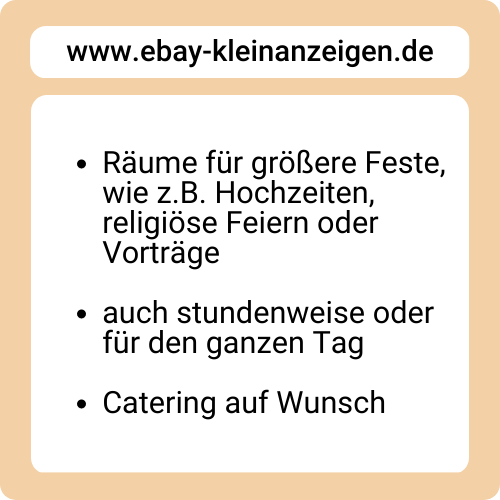 www.ebay-kleinanzeigen.de
• Räume für größere Feste,
wie z.B. Hochzeiten,
religiöse Feiern oder
Vorträge
• auch stundenweise oder
für den ganzen Tag
• Catering auf Wunsch